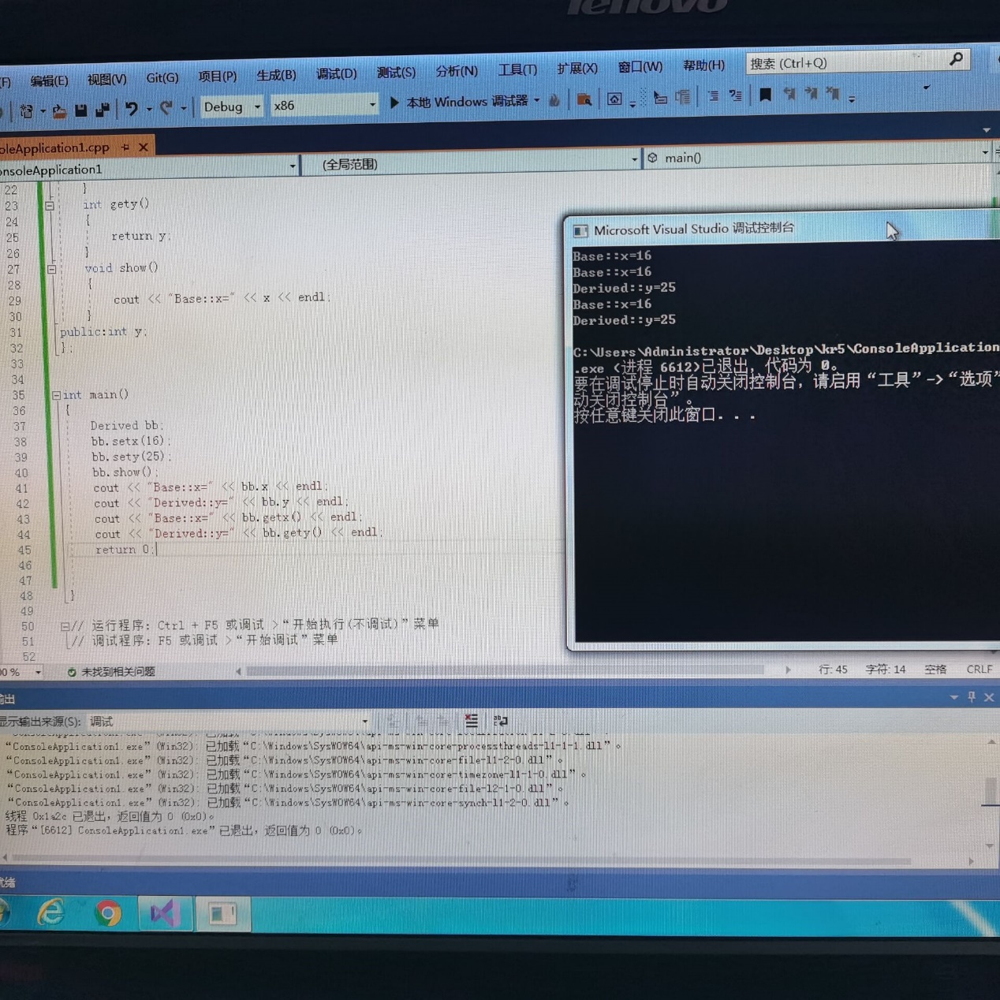 lenovo
(F) 编辑(E) 视图(V) Git(G) 项目(P) 生成(B) 调试(D) 测试(S) 分析(N) 工具(T) 扩展(X) 窗口(W) 帮助(H) 搜索 (Ctrl+Q)
Debug x86 本地 Windows 调试器
oleApplication1.cpp
onsoleApplication1 (全局范围) main()
22 }
23 int gety()
24 {
25 return y;
26 }
27 void show()
28 {
29 cout << "Base::x=" << x << endl;
30 }
31 public:int y;
32 };
33
34
35 int main()
36 {
37 Derived bb;
38 bb.setx(16);
39 bb.sety(25);
40 bb.show();
41 cout << "Base::x=" << bb.x << endl;
42 cout << "Derived::y=" << bb.y << endl;
43 cout << "Base::x=" << bb.getx() << endl;
44 cout << "Derived::y=" << bb.gety() << endl;
45 return 0;
46
47
48 }
49
50 // 运行程序: Ctrl + F5 或调试 >“开始执行(不调试)”菜单
51 // 调试程序: F5 或调试 >“开始调试”菜单
52
Microsoft Visual Studio 调试控制台
Base::x=16
Base::x=16
Derived::y=25
Base::x=16
Derived::y=25
C:\Users\Administrator\Desktop\kr5\ConsoleApplication
.exe (进程 6612)已退出，代码为 0。
要在调试停止时自动关闭控制台，请启用“工具”->“选项”
动关闭控制台”。
按任意键关闭此窗口. . .
00 % 未找到相关问题 行: 45 字符: 14 空格 CRLF
输出
显示输出来源(S): 调试
“ConsoleApplication1.exe”(Win32): 已加载“C:\Windows\SysWOW64\api-ms-win-core-processthreads-l1-1-1.dll”。
“ConsoleApplication1.exe”(Win32): 已加载“C:\Windows\SysWOW64\api-ms-win-core-file-l1-2-0.dll”。
“ConsoleApplication1.exe”(Win32): 已加载“C:\Windows\SysWOW64\api-ms-win-core-timezone-l1-1-0.dll”。
“ConsoleApplication1.exe”(Win32): 已加载“C:\Windows\SysWOW64\api-ms-win-core-file-l2-1-0.dll”。
“ConsoleApplication1.exe”(Win32): 已加载“C:\Windows\SysWOW64\api-ms-win-core-synch-l1-2-0.dll”。
线程 0x1a2c 已退出，返回值为 0 (0x0)。
程序“[6612] ConsoleApplication1.exe”已退出，返回值为 0 (0x0)。
就绪